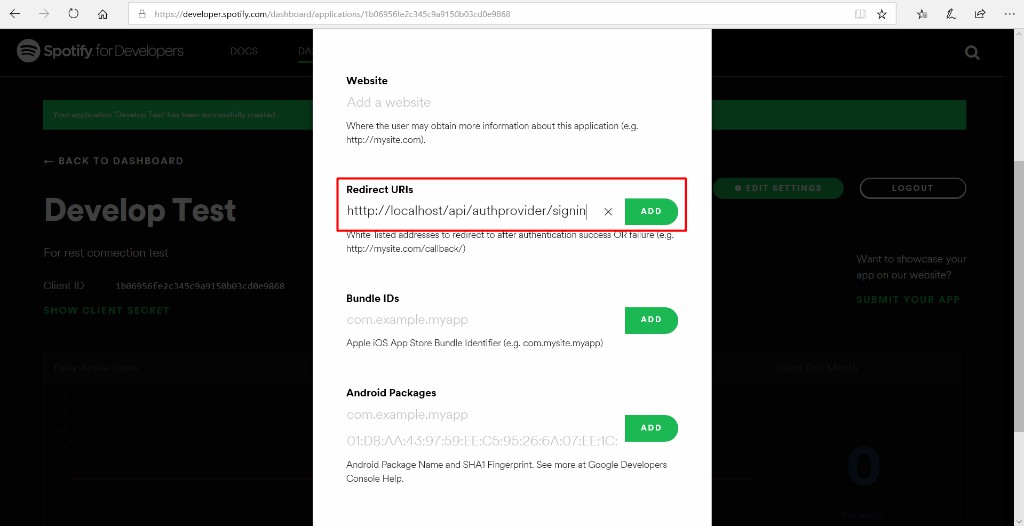 https://developer.spotify.com/dashboard/applications/1b06956fe2c345c9a9150b03cd0e9868
Spotify for Developers
DOCS
Your application 'Develop Test' has been successfully created.
← BACK TO DASHBOARD
Develop Test
EDIT SETTINGS
LOGOUT
For rest connection test
Client ID 1b06956fe2c345c9a9150b03cd0e9868
SHOW CLIENT SECRET
Want to showcase your
app on our website?
SUBMIT YOUR APP
Daily Active Users
Users This Month
0
Website
Add a website
Where the user may obtain more information about this application (e.g.
http://mysite.com).
Redirect URIs
htttp://localhost/api/authprovider/signin
ADD
White-listed addresses to redirect to after authentication success OR failure (e.g.
http://mysite.com/callback/)
Bundle IDs
com.example.myapp
ADD
Apple iOS App Store Bundle Identifier (e.g. com.mysite.myapp)
Android Packages
com.example.myapp
ADD
01:D8:AA:43:97:59:EE:C5:95:26:6A:07:EE:1C:
Android Package Name and SHA1 Fingerprint. See more at Google Developers
Console Help.